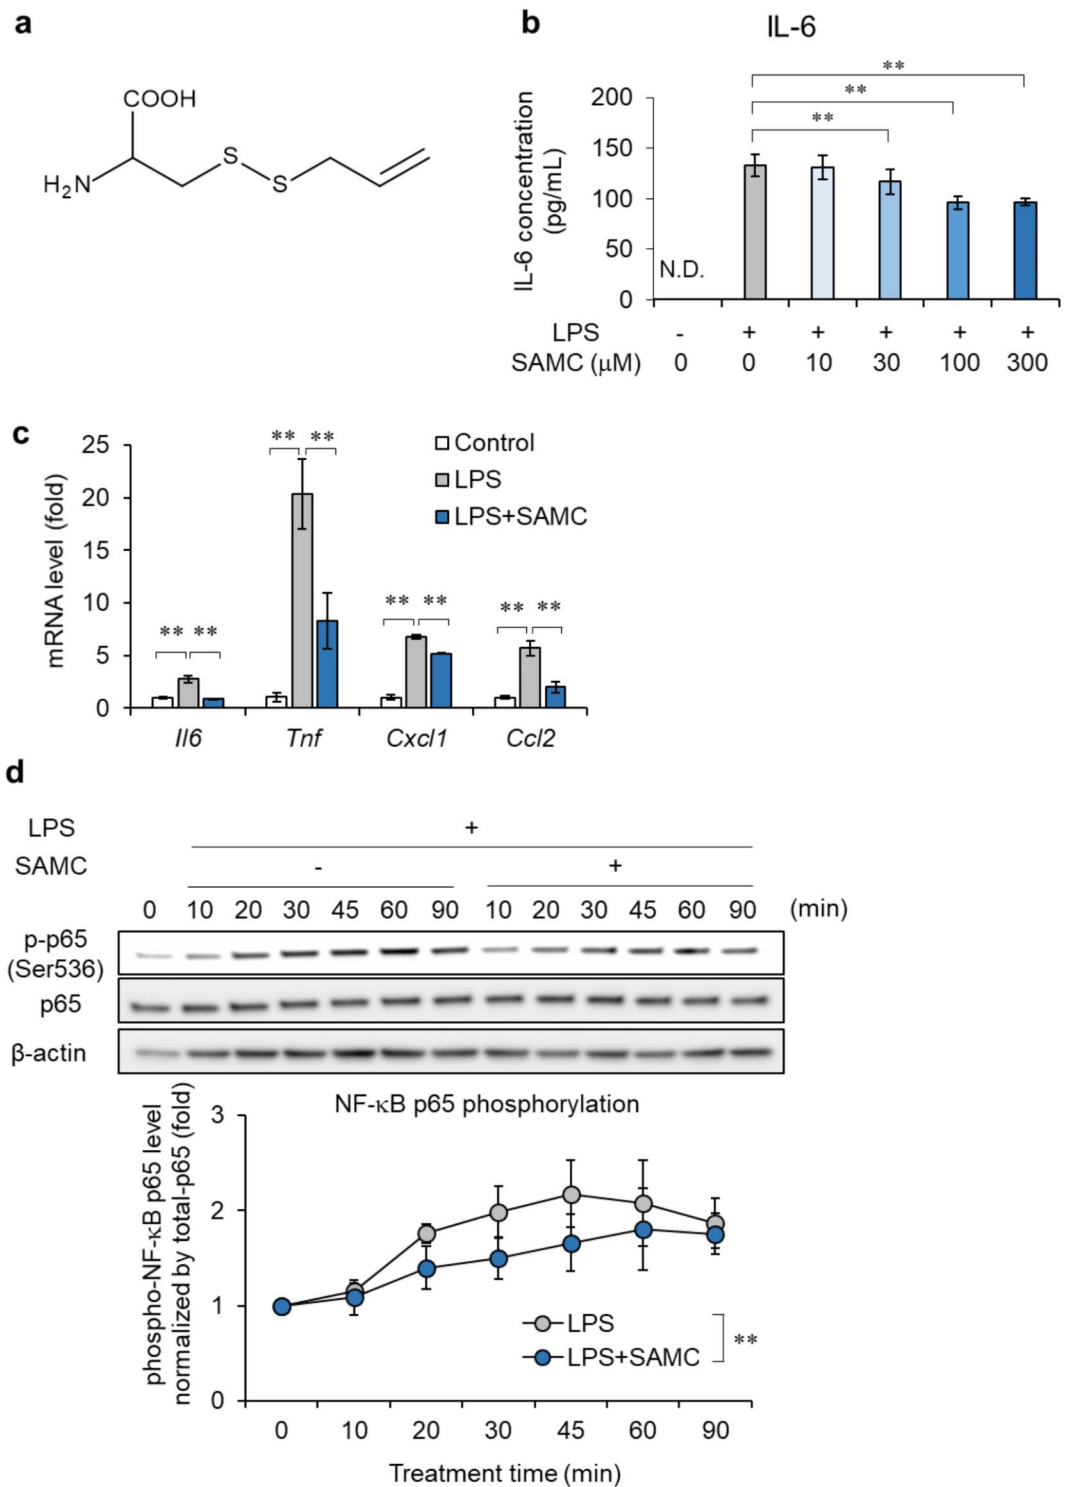 a
COOH
H2N
S
S
b
IL-6
IL-6 concentration
(pg/mL)
200
150
100
50
0
N.D.
**
**
**
LPS - + + + + +
SAMC (μM) 0 0 10 30 100 300
c
mRNA level (fold)
25
20
15
10
5
0
** **
** **
** **
** **
Control
LPS
LPS+SAMC
Il6 Tnf Cxcl1 Ccl2
d
LPS +
SAMC - +
0 10 20 30 45 60 90 10 20 30 45 60 90 (min)
p-p65
(Ser536)
p65
β-actin
NF-κB p65 phosphorylation
phospho-NF-κB p65 level
normalized by total-p65 (fold)
3
2
1
0
LPS
LPS+SAMC
**
0 10 20 30 45 60 90
Treatment time (min)